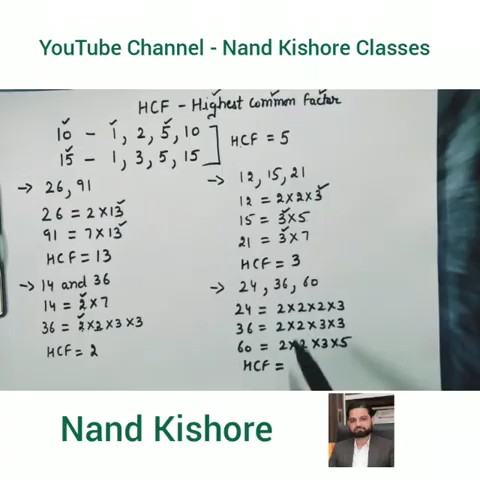 YouTube Channel - Nand Kishore Classes
HCF - Highest Common Factor
10 - 1, 2, 5, 10
15 - 1, 3, 5, 15
HCF = 5
→ 26, 91
26 = 2×13
91 = 7×13
HCF = 13
→ 14 and 36
14 = 2×7
36 = 2×2×3×3
HCF = 2
→ 12, 15, 21
12 = 2×2×3
15 = 3×5
21 = 3×7
HCF = 3
→ 24, 36, 60
24 = 2×2×2×3
36 = 2×2×3×3
60 = 2×2×3×5
HCF =
Nand Kishore